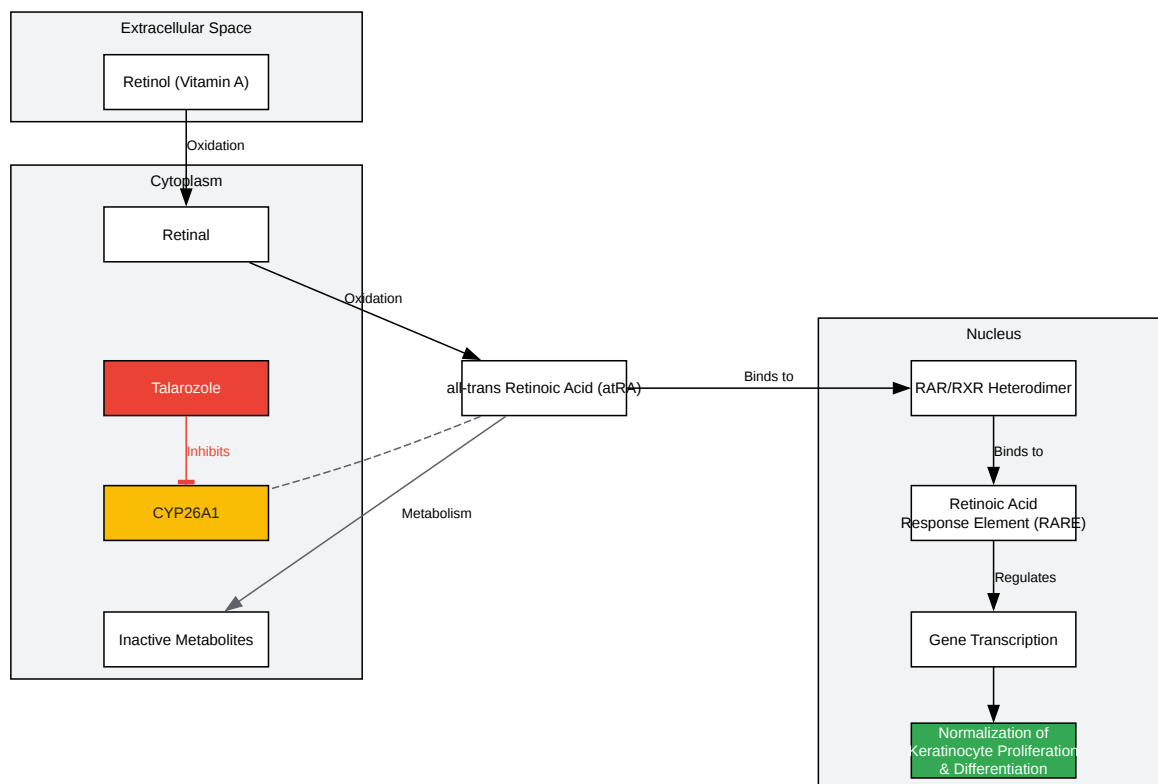 Extracellular Space
Retinol (Vitamin A)
Oxidation
Cytoplasm
Retinal
Oxidation
Talarozole
Inhibits
CYP26A1
Metabolism
Inactive Metabolites
all-trans Retinoic Acid (atRA)
Binds to
Nucleus
RAR/RXR Heterodimer
Binds to
Retinoic Acid
Response Element (RARE)
Regulates
Gene Transcription
Normalization of
Keratinocyte Proliferation
& Differentiation